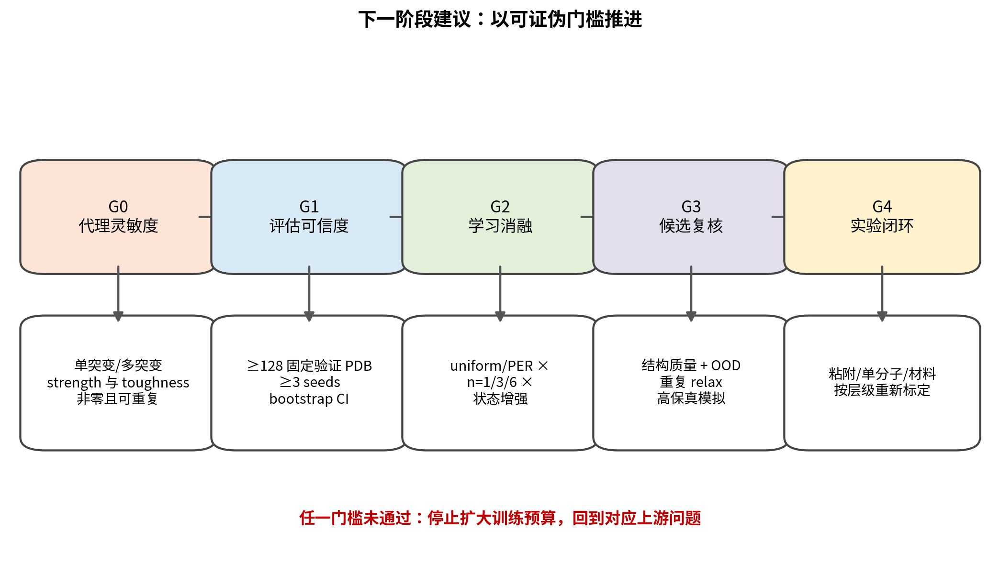 下一阶段建议：以可证伪门槛推进
G0
代理灵敏度
G1
评估可信度
G2
学习消融
G3
候选复核
G4
实验闭环
单突变/多突变
strength 与 toughness
非零且可重复
≥128 固定验证 PDB
≥3 seeds
bootstrap CI
uniform/PER ×
n=1/3/6 ×
状态增强
结构质量 + OOD
重复 relax
高保真模拟
粘附/单分子/材料
按层级重新标定
任一门槛未通过：停止扩大训练预算，回到对应上游问题